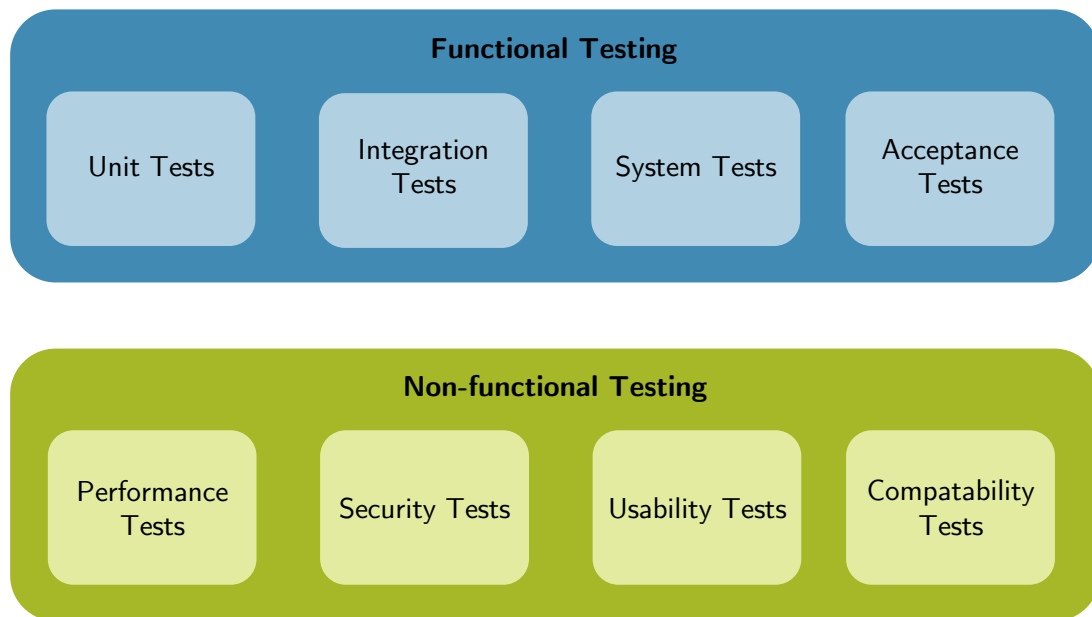 Functional Testing
Unit Tests
Integration
Tests
System Tests
Acceptance
Tests
Non-functional Testing
Performance
Tests
Security Tests
Usability Tests
Compatability
Tests